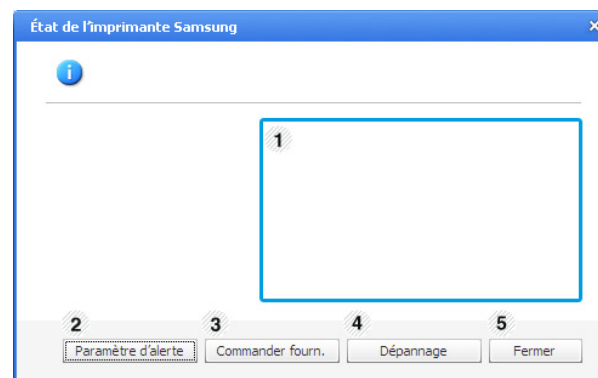 État de l'imprimante Samsung
1
2 3 4 5
Paramètre d'alerte Commander fourn. Dépannage Fermer